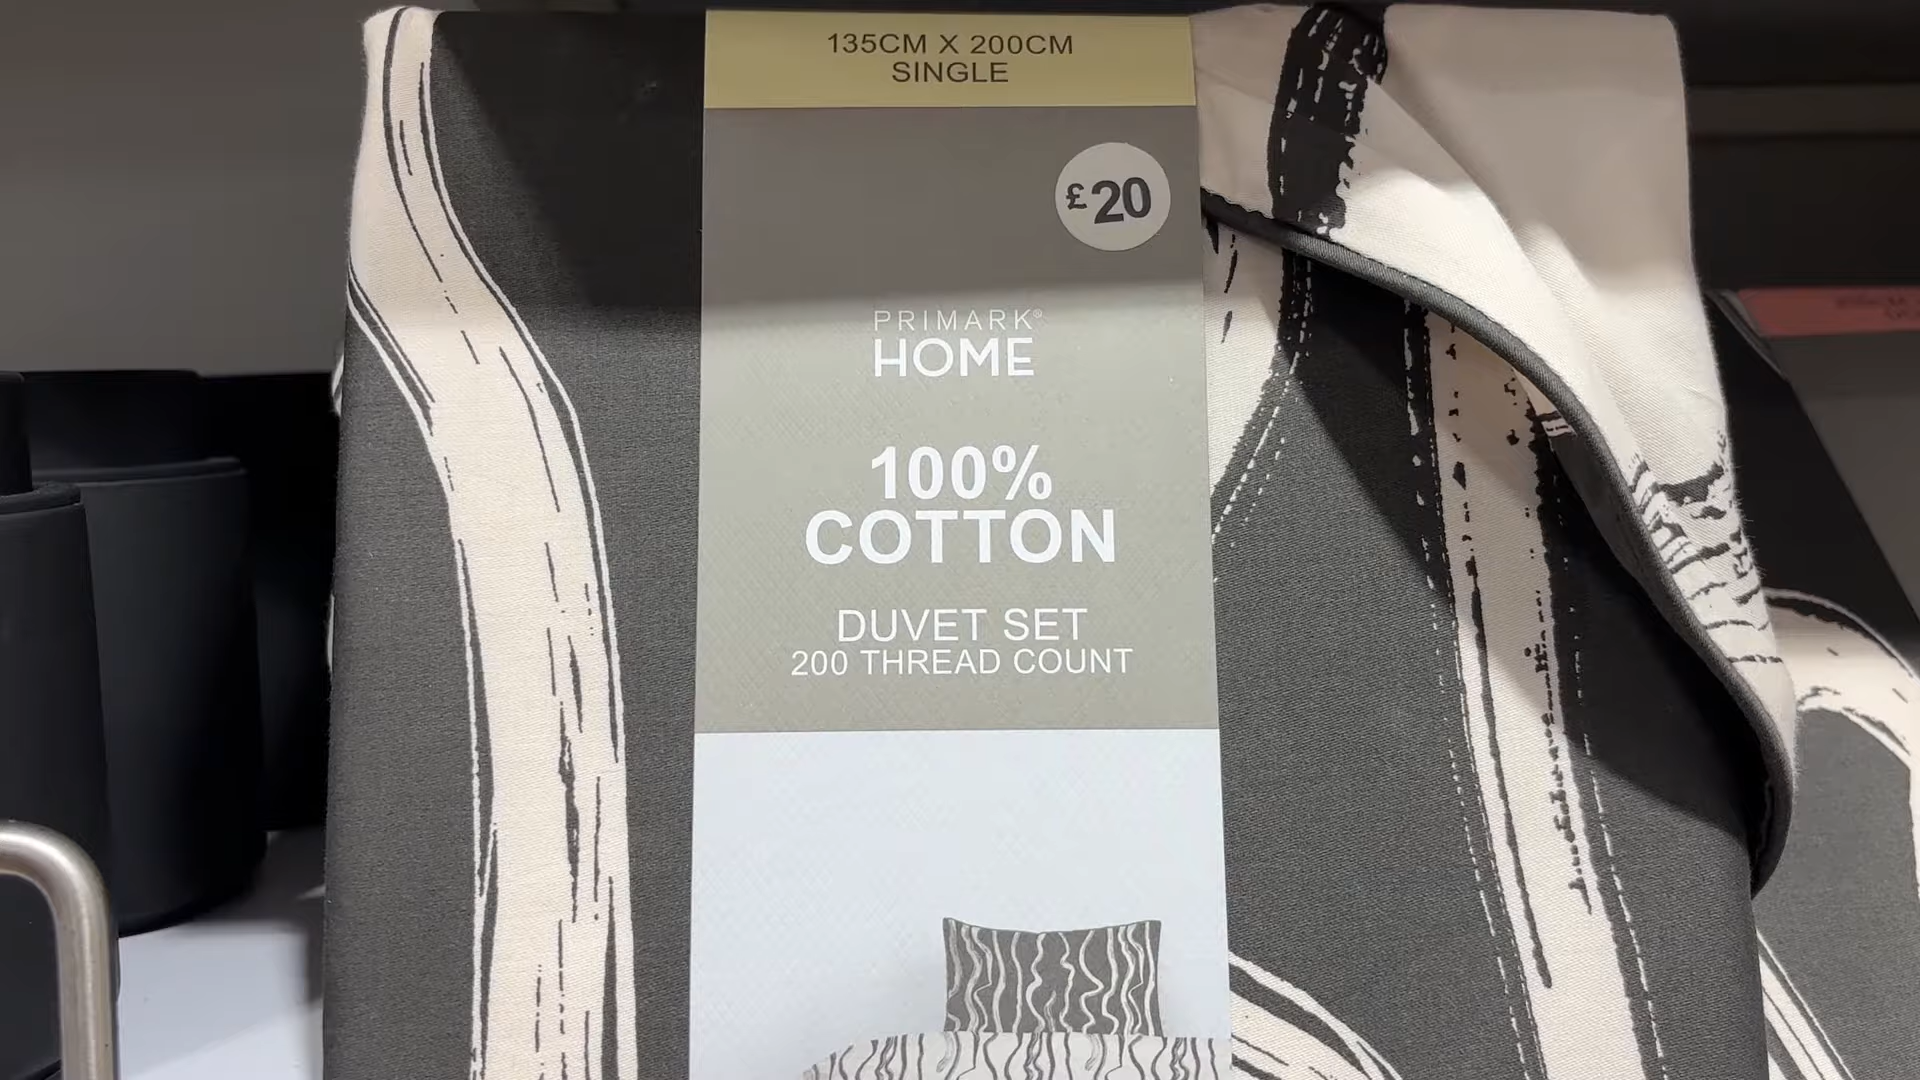 135CM X 200CM
SINGLE
£20
PRIMARK®
HOME
100%
COTTON
DUVET SET
200 THREAD COUNT